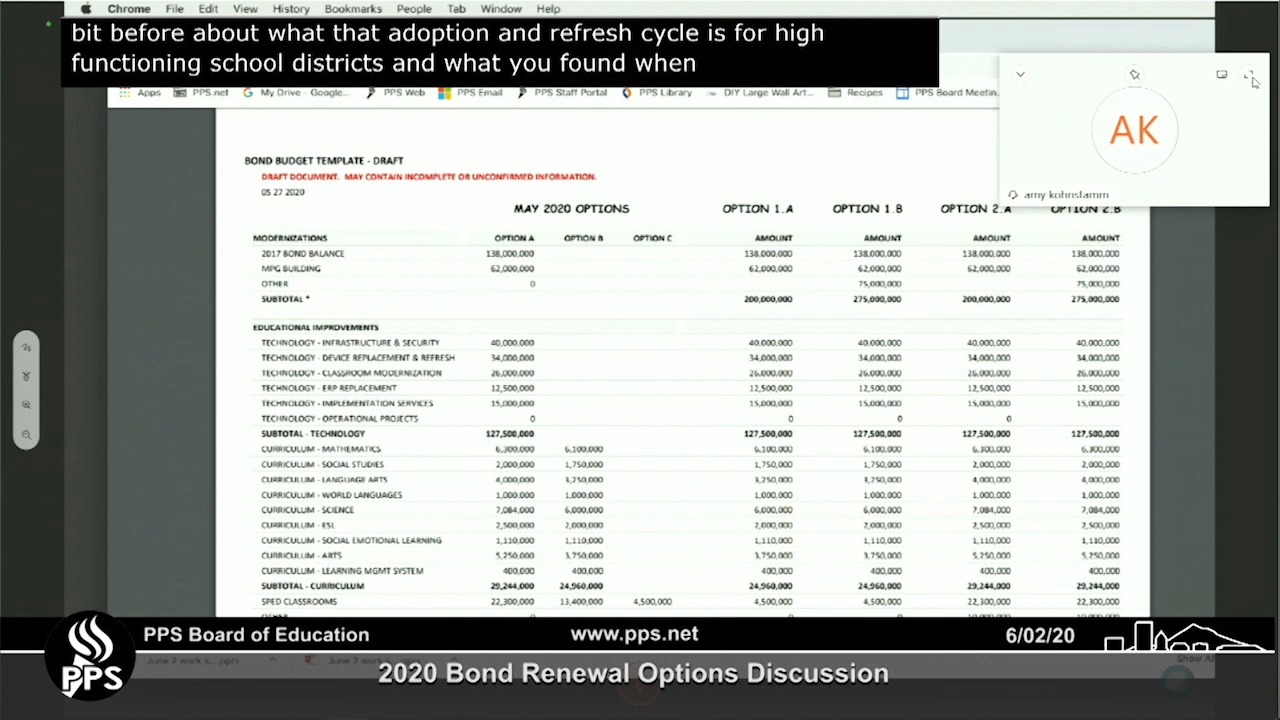 Chrome File Edit View History Bookmarks People Tab Window Help
bit before about what that adoption and refresh cycle is for high
functioning school districts and what you found when
Apps PPS.net My Drive - Google... PPS Web PPS Email PPS Staff Portal PPS Library DIY Large Wall Art... Recipes PPS Board Meetin...
AK
amy kohnstamm
BOND BUDGET TEMPLATE - DRAFT
DRAFT DOCUMENT. MAY CONTAIN INCOMPLETE OR UNCONFIRMED INFORMATION.
05 27 2020
MAY 2020 OPTIONS OPTION 1.A OPTION 1.B OPTION 2.A OPTION 2.B
MODERNIZATIONS OPTION A OPTION B OPTION C AMOUNT AMOUNT AMOUNT AMOUNT
2017 BOND BALANCE 138,000,000 138,000,000 138,000,000 138,000,000 138,000,000
MPG BUILDING 62,000,000 62,000,000 62,000,000 62,000,000 62,000,000
OTHER 0 75,000,000 75,000,000
SUBTOTAL * 200,000,000 275,000,000 200,000,000 275,000,000
EDUCATIONAL IMPROVEMENTS
TECHNOLOGY - INFRASTRUCTURE & SECURITY 40,000,000 40,000,000 40,000,000 40,000,000 40,000,000
TECHNOLOGY - DEVICE REPLACEMENT & REFRESH 34,000,000 34,000,000 34,000,000 34,000,000 34,000,000
TECHNOLOGY - CLASSROOM MODERNIZATION 26,000,000 26,000,000 26,000,000 26,000,000 26,000,000
TECHNOLOGY - ERP REPLACEMENT 12,500,000 12,500,000 12,500,000 12,500,000 12,500,000
TECHNOLOGY - IMPLEMENTATION SERVICES 15,000,000 15,000,000 15,000,000 15,000,000 15,000,000
TECHNOLOGY - OPERATIONAL PROJECTS 0 0 0 0
SUBTOTAL - TECHNOLOGY 127,500,000 127,500,000 127,500,000 127,500,000 127,500,000
CURRICULUM - MATHEMATICS 6,300,000 6,100,000 6,100,000 6,100,000 6,300,000 6,300,000
CURRICULUM - SOCIAL STUDIES 2,000,000 1,750,000 1,750,000 1,750,000 2,000,000 2,000,000
CURRICULUM - LANGUAGE ARTS 4,000,000 3,250,000 3,250,000 3,250,000 4,000,000 4,000,000
CURRICULUM - WORLD LANGUAGES 1,000,000 1,000,000 1,000,000 1,000,000 1,000,000 1,000,000
CURRICULUM - SCIENCE 7,084,000 6,000,000 6,000,000 6,000,000 7,084,000 7,084,000
CURRICULUM - ESL 2,500,000 2,000,000 2,000,000 2,000,000 2,500,000 2,500,000
CURRICULUM - SOCIAL EMOTIONAL LEARNING 1,110,000 1,110,000 1,110,000 1,110,000 1,110,000 1,110,000
CURRICULUM - ARTS 5,250,000 3,750,000 3,750,000 3,750,000 5,250,000 5,250,000
CURRICULUM - LEARNING MGMT SYSTEM 400,000 400,000 400,000 400,000 400,000 400,000
SUBTOTAL - CURRICULUM 29,244,000 24,960,000 24,960,000 24,960,000 29,244,000 29,244,000
SPED CLASSROOMS 22,300,000 13,400,000 4,500,000 4,500,000 4,500,000 22,300,000 22,300,000
PPS Board of Education www.pps.net 6/02/20
PPS
2020 Bond Renewal Options Discussion
Show All